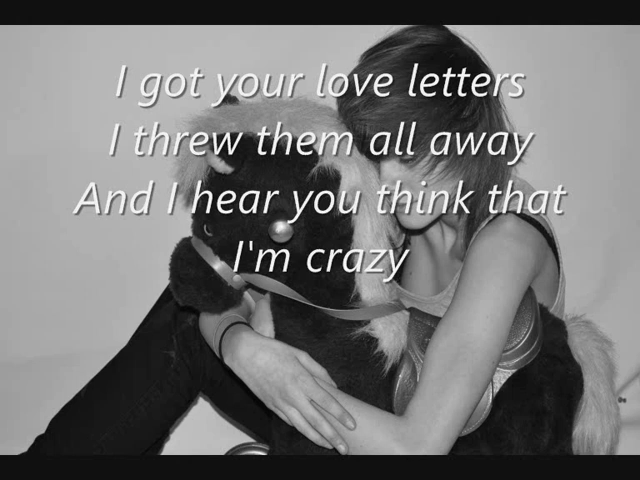 I got your love letters
I threw them all away
And I hear you think that
I'm crazy